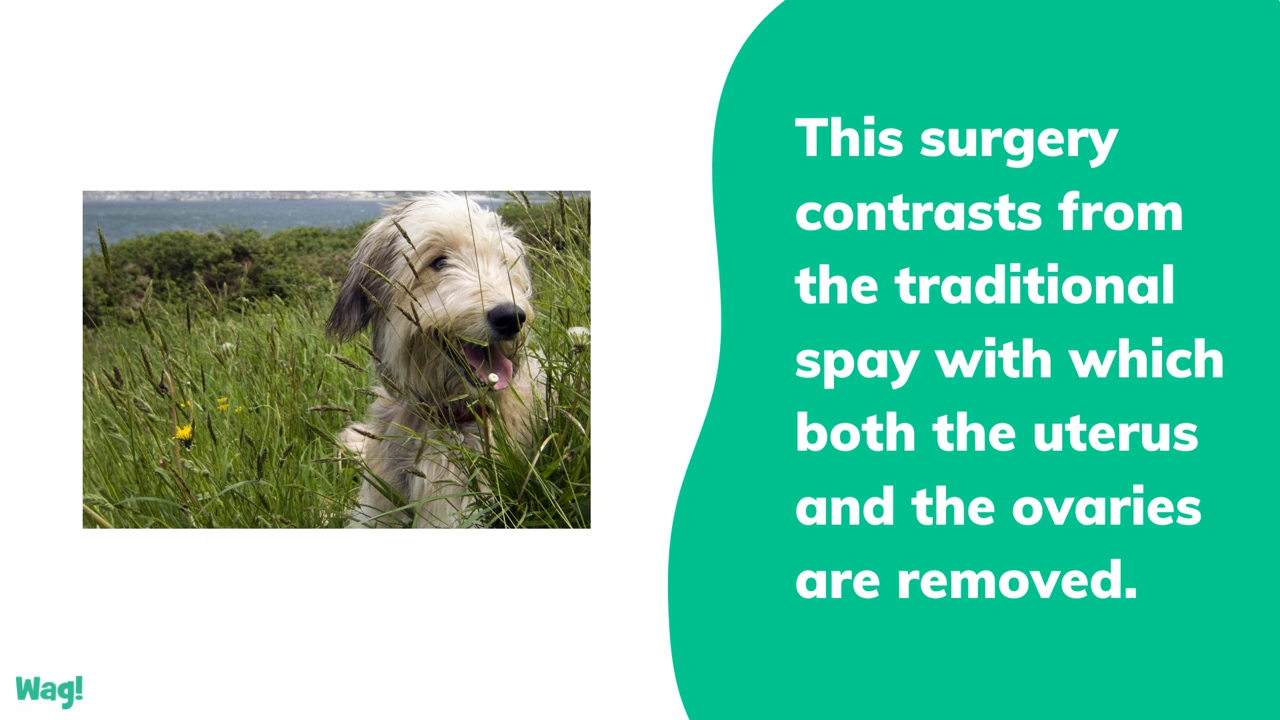 This surgery
contrasts from
the traditional
spay with which
both the uterus
and the ovaries
are removed.
Wag!